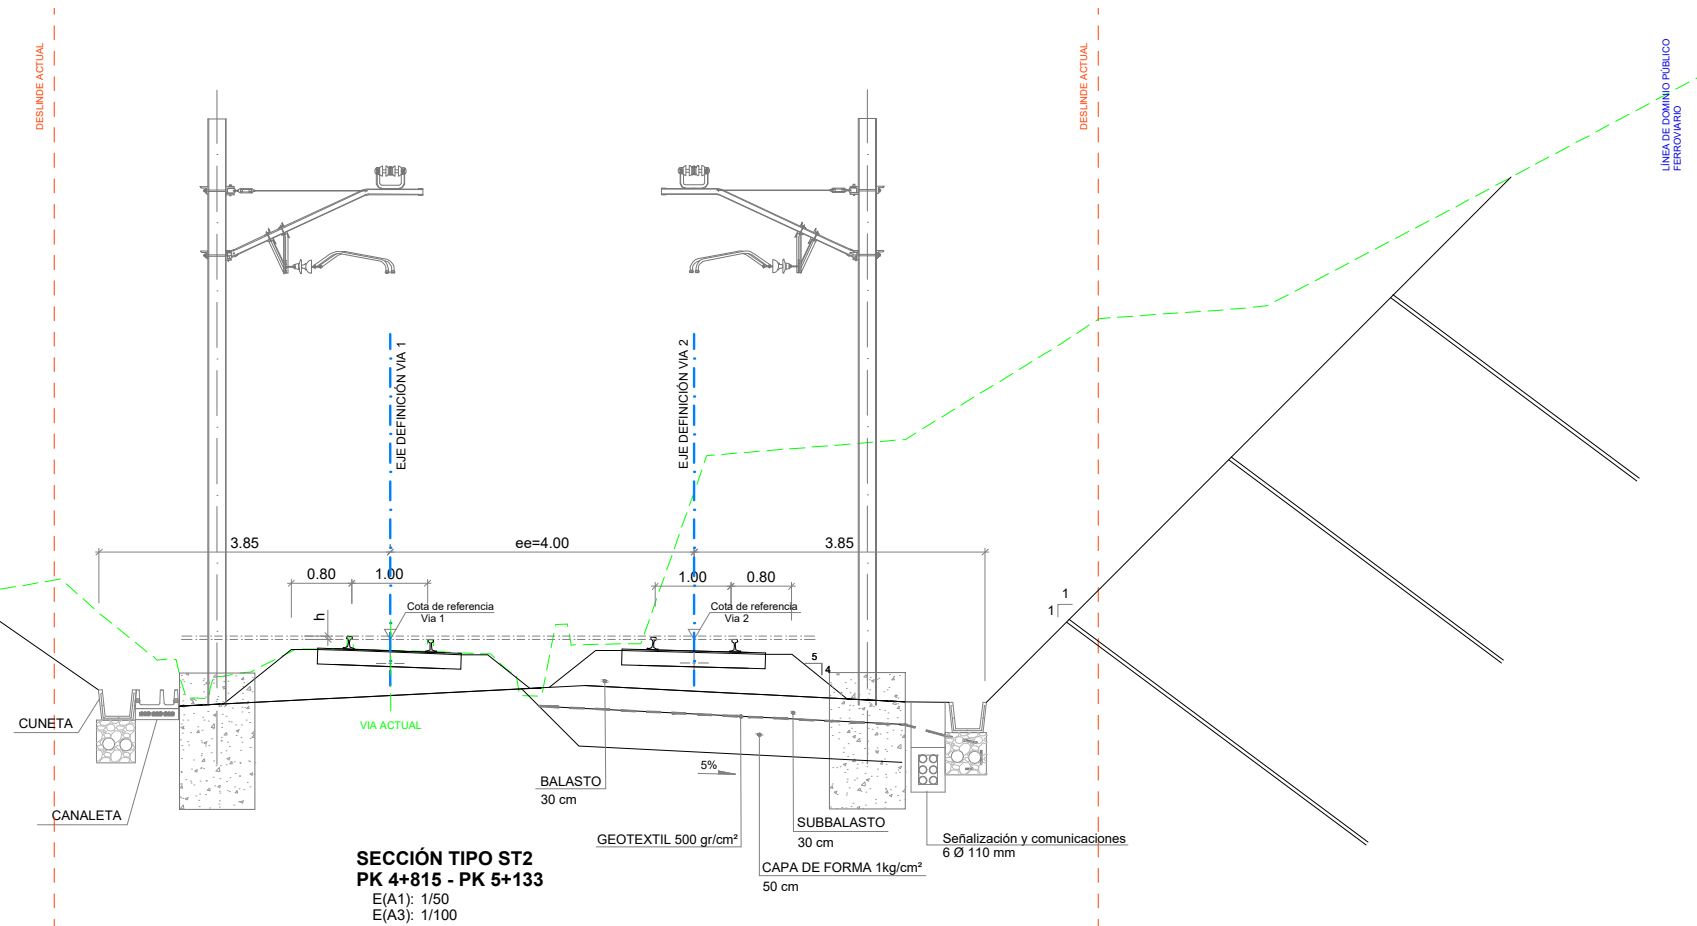 DESLINDE ACTUAL
DESLINDE ACTUAL
LÍNEA DE DOMINIO PÚBLICO
FERROVIARIO
EJE DEFINICIÓN VIA 1
EJE DEFINICIÓN VIA 2
3.85
ee=4.00
3.85
0.80
1.00
1.00
0.80
h
Cota de referencia
Via 1
Cota de referencia
Via 2
1
1
5
4
CUNETA
VIA ACTUAL
5%
BALASTO
30 cm
CANALETA
GEOTEXTIL 500 gr/cm²
SUBBALASTO
30 cm
Señalización y comunicaciones
6 Ø 110 mm
CAPA DE FORMA 1kg/cm²
50 cm
SECCIÓN TIPO ST2
PK 4+815 - PK 5+133
E(A1): 1/50
E(A3): 1/100